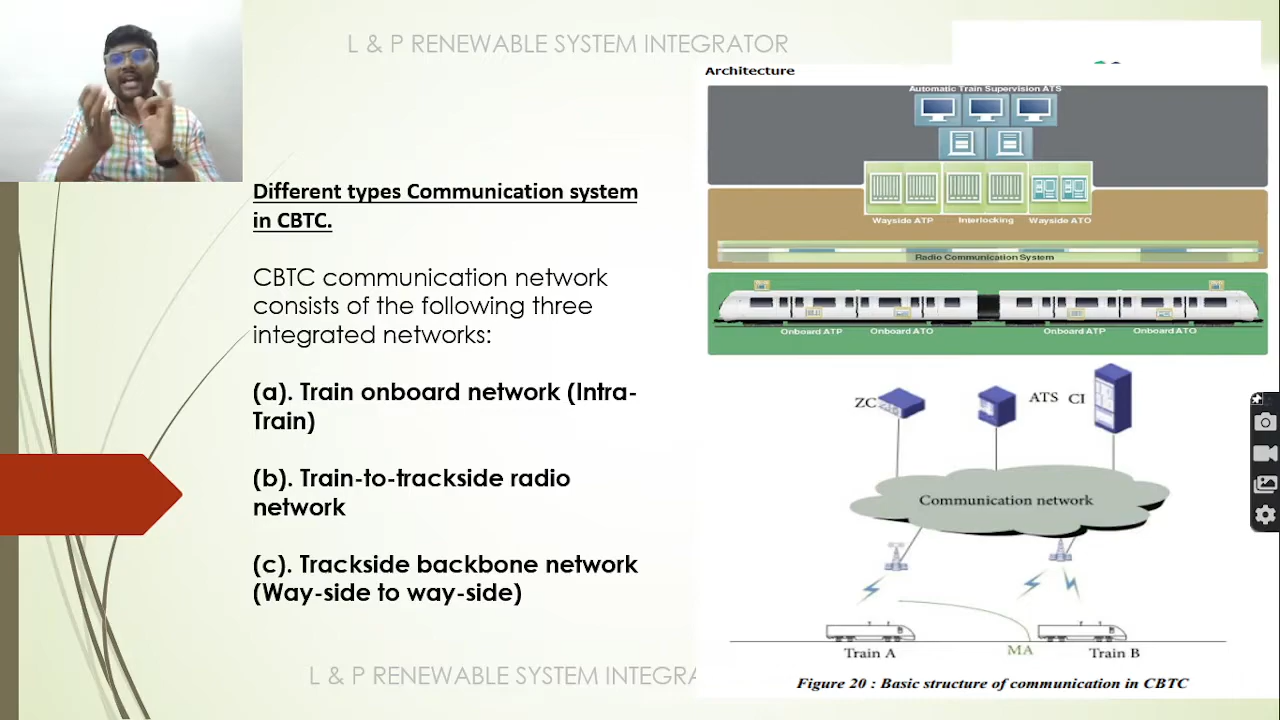 L & P RENEWABLE SYSTEM INTEGRATOR
Different types Communication system
in CBTC.
CBTC communication network
consists of the following three
integrated networks:
(a). Train onboard network (Intra-
Train)
(b). Train-to-trackside radio
network
(c). Trackside backbone network
(Way-side to way-side)
L & P RENEWABLE SYSTEM INTEGRA
Architecture
Automatic Train Supervision ATS
Wayside ATP Interlocking Wayside ATO
Radio Communication System
Onboard ATP Onboard ATO Onboard ATP Onboard ATO
ZC ATS CI
Communication network
MA
Train A Train B
Figure 20 : Basic structure of communication in CBTC